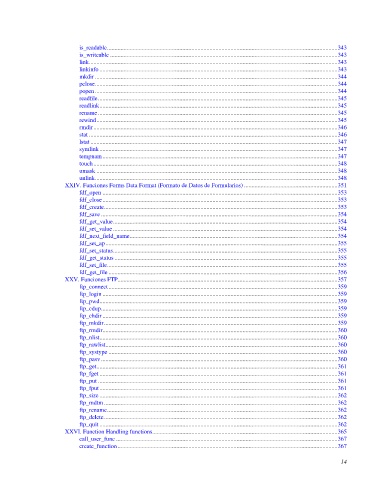 is_readable 343
is_writeable 343
link 343
linkinfo 343
mkdir 344
pclose 344
popen 344
readfile 345
readlink 345
rename 345
rewind 345
rmdir 346
stat 346
lstat 347
symlink 347
tempnam 347
touch 348
umask 348
unlink 348
XXIV. Funciones Forms Data Format (Formato de Datos de Formularios) 351
fdf_open 353
fdf_close 353
fdf_create 353
fdf_save 354
fdf_get_value 354
fdf_set_value 354
fdf_next_field_name 354
fdf_set_ap 355
fdf_set_status 355
fdf_get_status 355
fdf_set_file 355
fdf_get_file 356
XXV. Funciones FTP 357
ftp_connect 359
ftp_login 359
ftp_pwd 359
ftp_cdup 359
ftp_chdir 359
ftp_mkdir 359
ftp_rmdir 360
ftp_nlist 360
ftp_rawlist 360
ftp_systype 360
ftp_pasv 360
ftp_get 361
ftp_fget 361
ftp_put 361
ftp_fput 361
ftp_size 362
ftp_mdtm 362
ftp_rename 362
ftp_delete 362
ftp_quit 362
XXVI. Function Handling functions 365
call_user_func 367
create_function 367
14